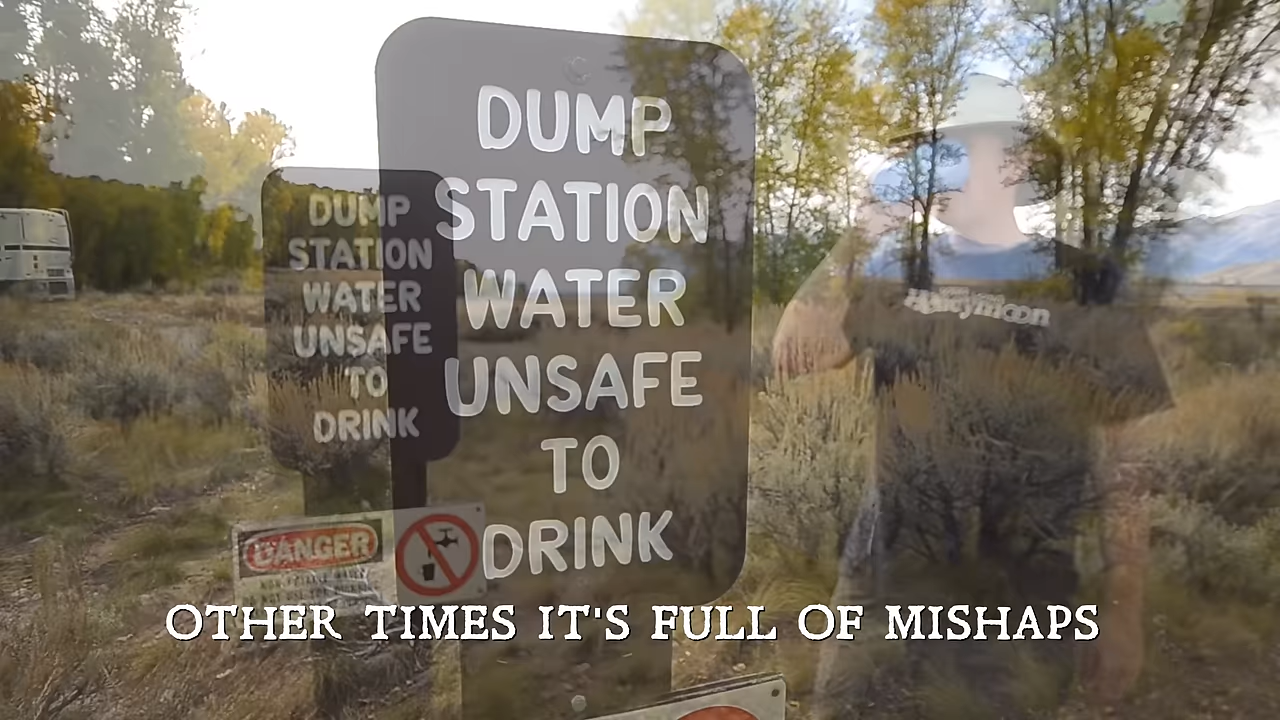 DUMP
STATION
WATER
UNSAFE
TO
DRINK
DUMP
STATION
WATER
UNSAFE
TO
DRINK
Honeymoon
DANGER
OTHER TIMES IT'S FULL OF MISHAPS